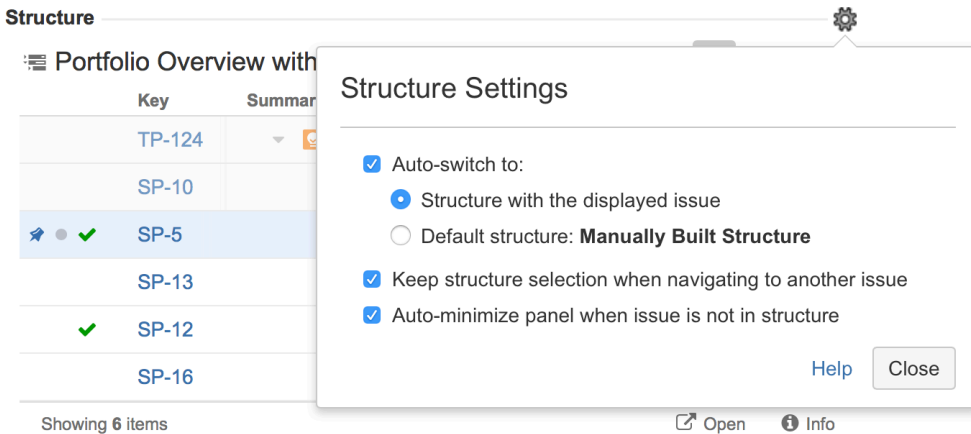 Structure
Portfolio Overview with
Structure Settings
Key Summar
TP-124
Auto-switch to:
SP-10
Structure with the displayed issue
SP-5
Default structure: Manually Built Structure
SP-13
Keep structure selection when navigating to another issue
SP-12
Auto-minimize panel when issue is not in structure
SP-16
Help Close
Showing 6 items
Open Info